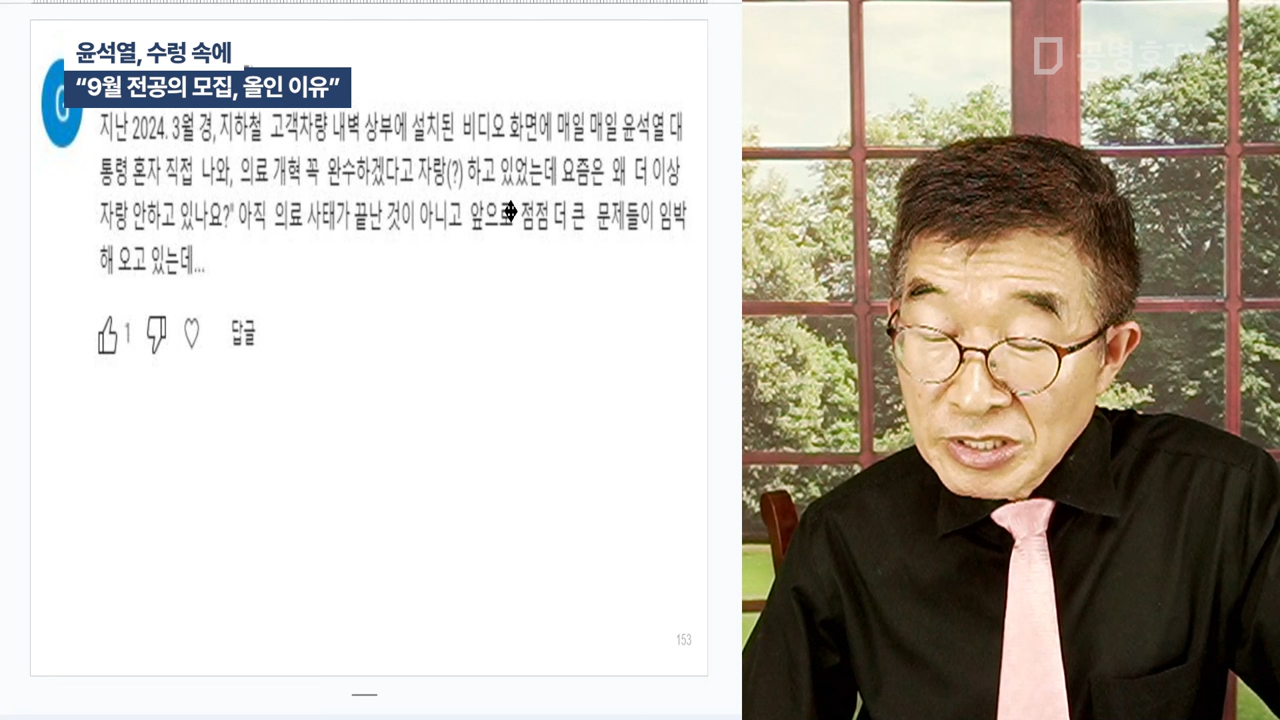 윤석열, 수렁 속에
“9월 전공의 모집, 올인 이유”
지난 2024. 3월 경, 지하철 고객차량 내벽 상부에 설치된 비디오 화면에 매일 매일 윤석열 대
통령 혼자 직접 나와, 의료 개혁 꼭 완수하겠다고 자랑(?) 하고 있었는데 요즘은 왜 더 이상
자랑 안하고 있나요?" 아직 의료 사태가 끝난 것이 아니고 앞으로 점점 더 큰 문제들이 임박
해 오고 있는데...
1 답글
153